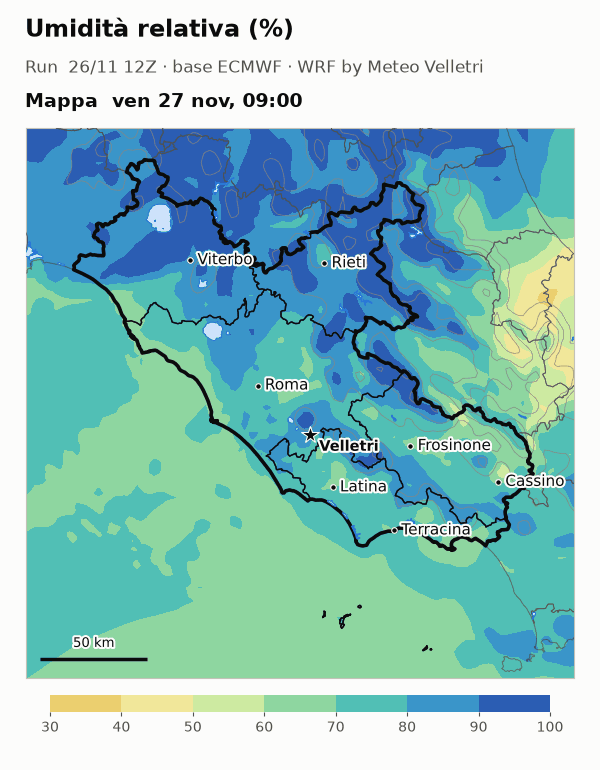 Umidità relativa (%)
Run  26/11 12Z · base ECMWF · WRF by Meteo Velletri
Mappa  ven 27 nov, 09:00
Viterbo
Rieti
Roma
Velletri
Frosinone
Cassino
Latina
Terracina
50 km
30 40 50 60 70 80 90 100